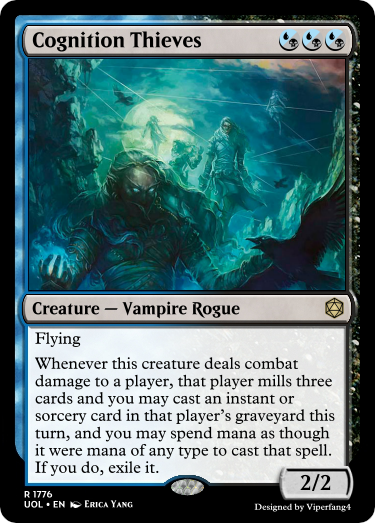 Cognition Thieves
Creature — Vampire Rogue
Flying
Whenever this creature deals combat
damage to a player, that player mills three
cards and you may cast an instant or
sorcery card in that player's graveyard this
turn, and you may spend mana as though
it were mana of any type to cast that spell.
If you do, exile it.
2/2
R 1776
UOL • EN Erica Yang
Designed by Viperfang4